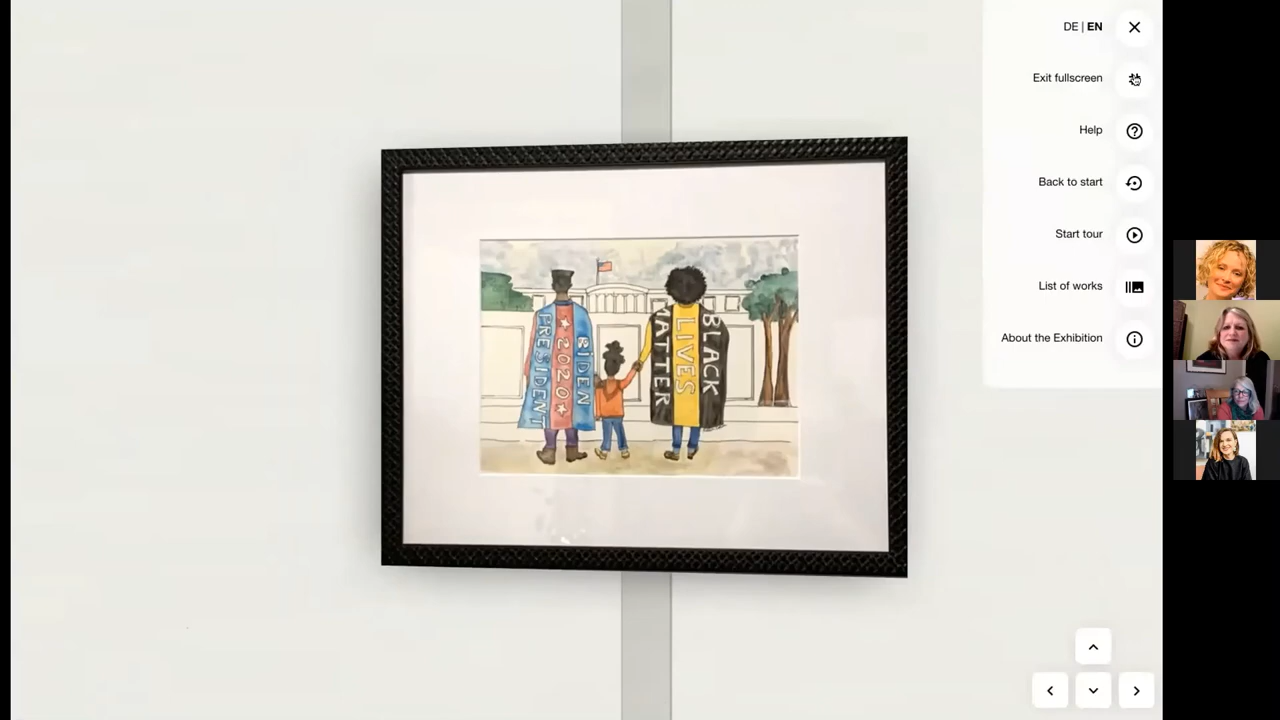 DE | EN
Exit fullscreen
Help
Back to start
Start tour
List of works
About the Exhibition
PRESIDENT
★2020★
BIDEN
MATTER
LIVES
BLACK